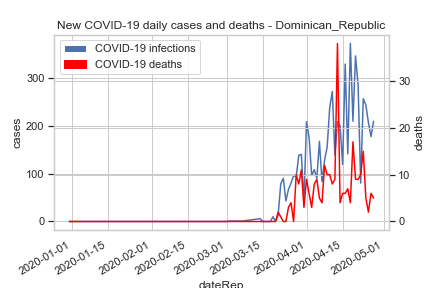 New COVID-19 daily cases and deaths - Dominican_Republic
COVID-19 infections
COVID-19 deaths
cases
300
200
100
0
deaths
30
20
10
0
2020-01-01
2020-01-15
2020-02-01
2020-02-15
2020-03-01
2020-03-15
2020-04-01
2020-04-15
2020-05-01
dateRep